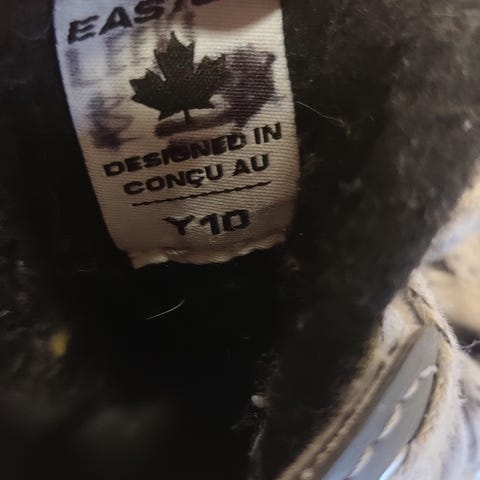 DESIGNED IN
CONÇU AU
Y10